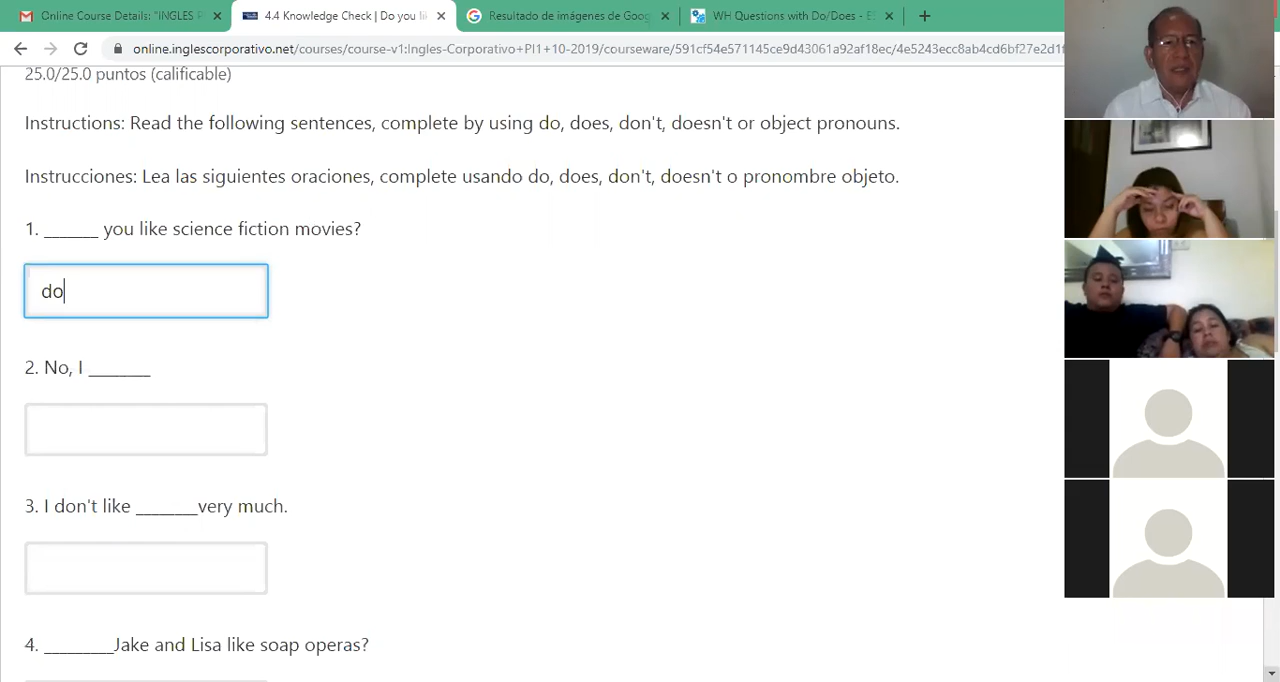 Online Course Details: "INGLES P
4.4 Knowledge Check | Do you li
Resultado de imágenes de Goog
WH Questions with Do/Does - ES
online.inglescorporativo.net/courses/course-v1:Ingles-Corporativo+PI1+10-2019/courseware/591cf54e571145ce9d43061a92af18ec/4e5243ecc8ab4cd6bf27e2d1f
25.0/25.0 puntos (calificable)
Instructions: Read the following sentences, complete by using do, does, don't, doesn't or object pronouns.
Instrucciones: Lea las siguientes oraciones, complete usando do, does, don't, doesn't o pronombre objeto.
1. _______ you like science fiction movies?
do
2. No, I _______
3. I don't like _______very much.
4. ________Jake and Lisa like soap operas?